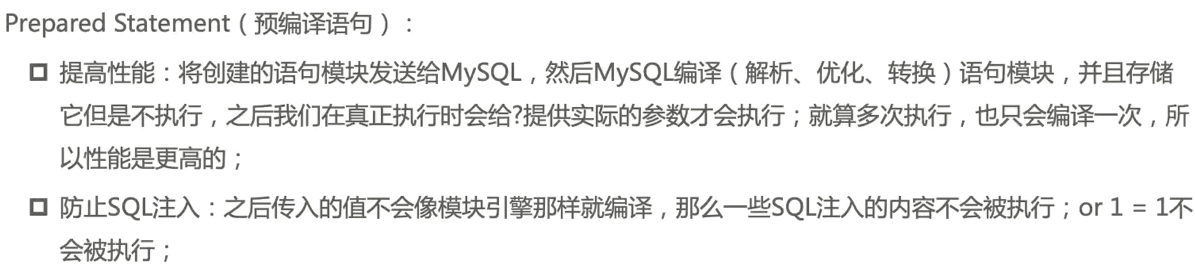 Prepared Statement（预编译语句）：
提高性能：将创建的语句模块发送给MySQL，然后MySQL编译（解析、优化、转换）语句模块，并且存储
它但是不执行，之后我们在真正执行时会给?提供实际的参数才会执行；就算多次执行，也只会编译一次，所
以性能是更高的；
防止SQL注入：之后传入的值不会像模块引擎那样就编译，那么一些SQL注入的内容不会被执行；or 1 = 1不
会被执行；